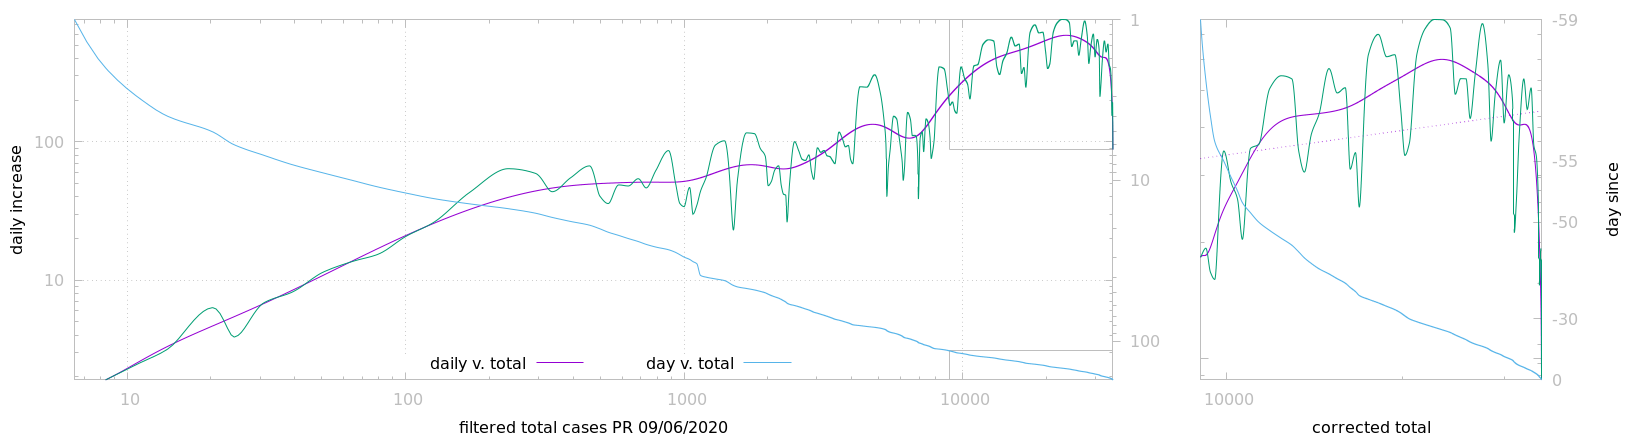 1
-59
100
10
-55
-50
daily increase
day since
10
100
-30
daily v. total
day v. total
0
10
100
1000
10000
10000
filtered total cases PR 09/06/2020
corrected total